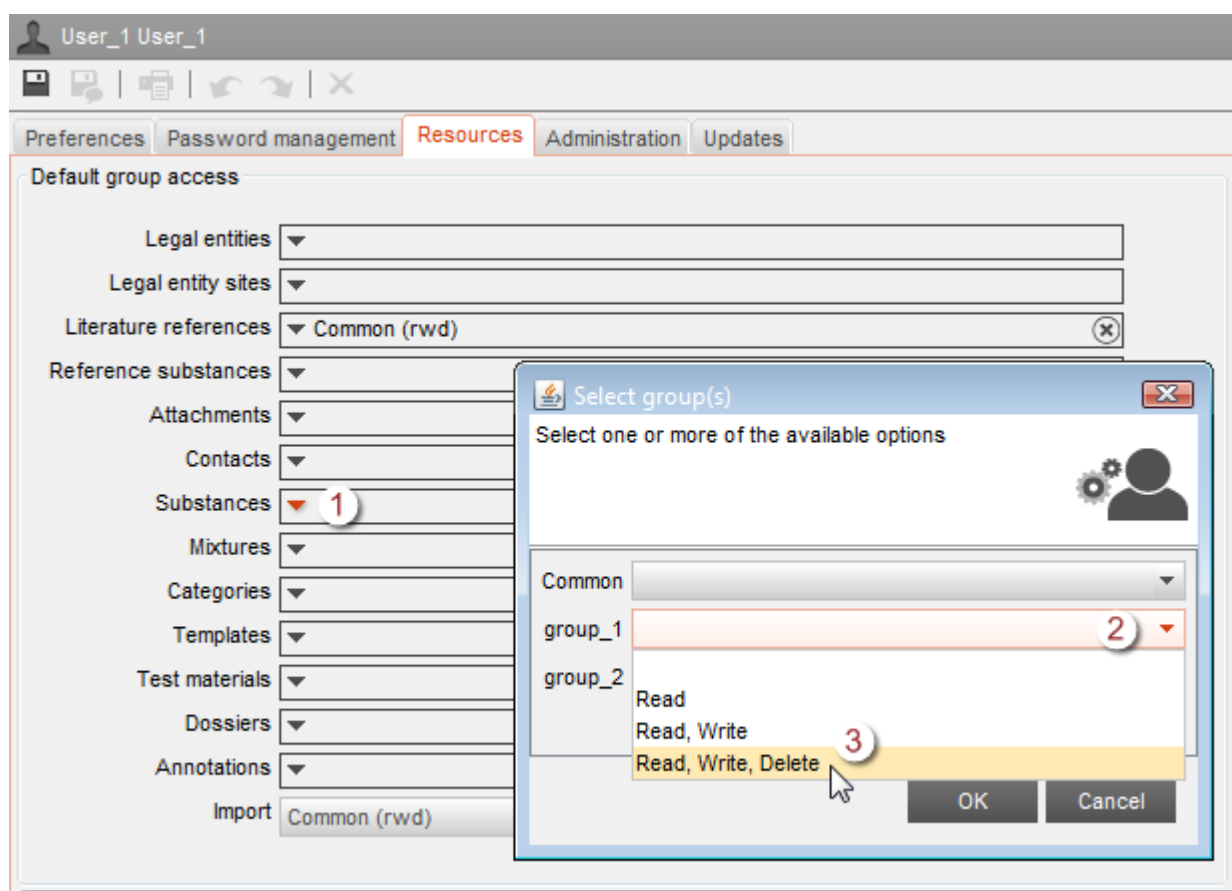 User_1 User_1
Preferences Password management Resources Administration Updates
Default group access
Legal entities
Legal entity sites
Literature references Common (rwd)
Reference substances
Attachments
Contacts
Substances 1
Mixtures
Categories
Templates
Test materials
Dossiers
Annotations
Import Common (rwd)
Select group(s)
Select one or more of the available options
Common
group_1 2
group_2
Read
Read, Write
3
Read, Write, Delete
OK Cancel